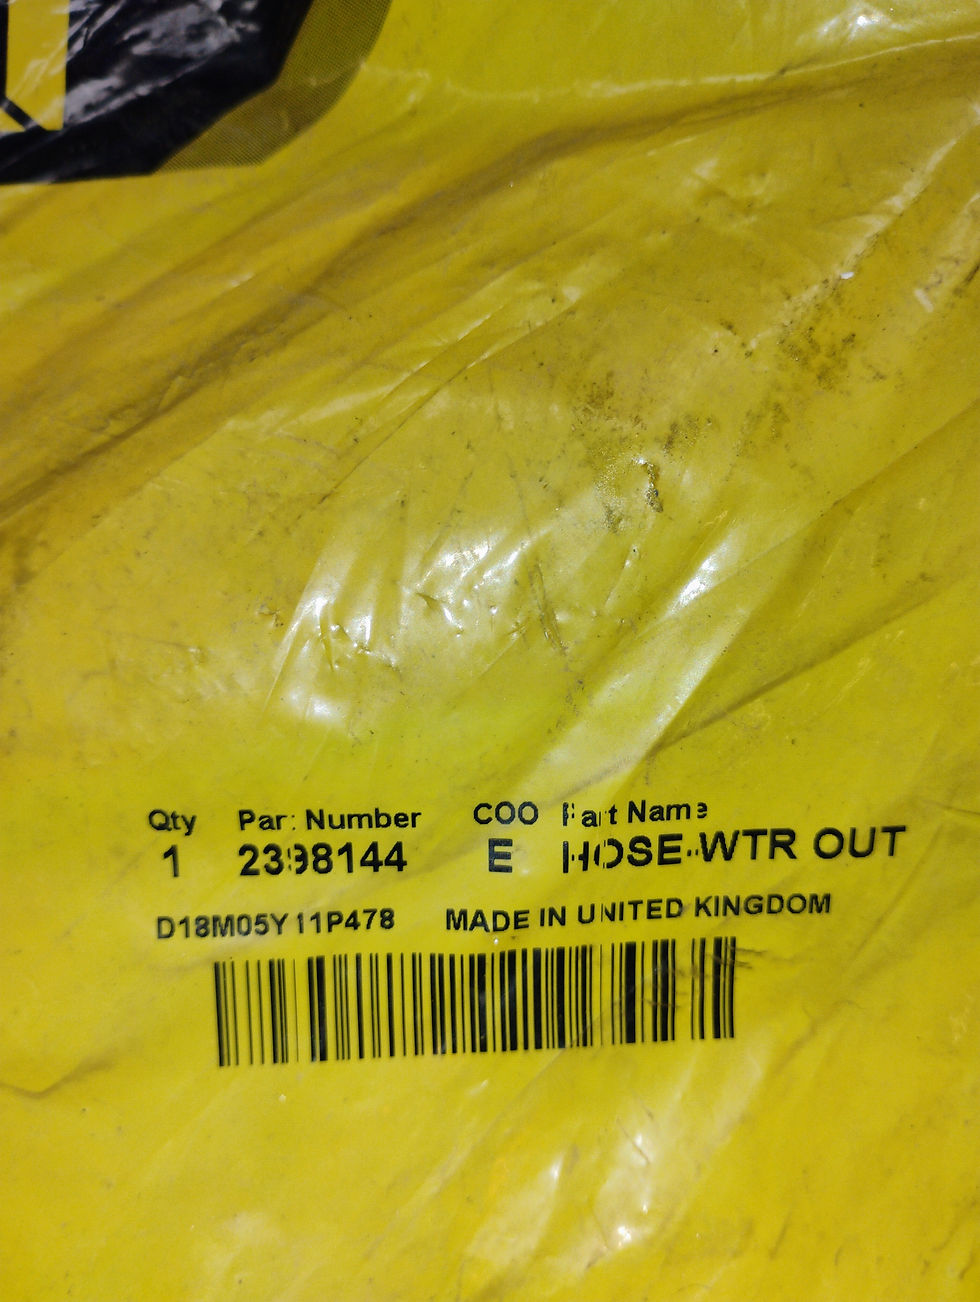 Qty Part Number COO Part Name
1 2398144 E HOSE-WTR OUT
D18M05Y11P478 MADE IN UNITED KINGDOM